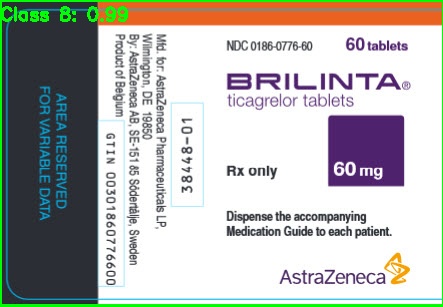 Class 8: 0.99
AREA RESERVED
FOR VARIABLE DATA
GTIN 00301860776600
Mfd. for: AstraZeneca Pharmaceuticals LP,
Wilmington, DE 19850
By: AstraZeneca AB, SE-151 85 Södertälje, Sweden
Product of Belgium
38448-01
NDC 0186-0776-60 60 tablets
BRILINTA®
ticagrelor tablets
Rx only 60 mg
Dispense the accompanying
Medication Guide to each patient.
AstraZeneca